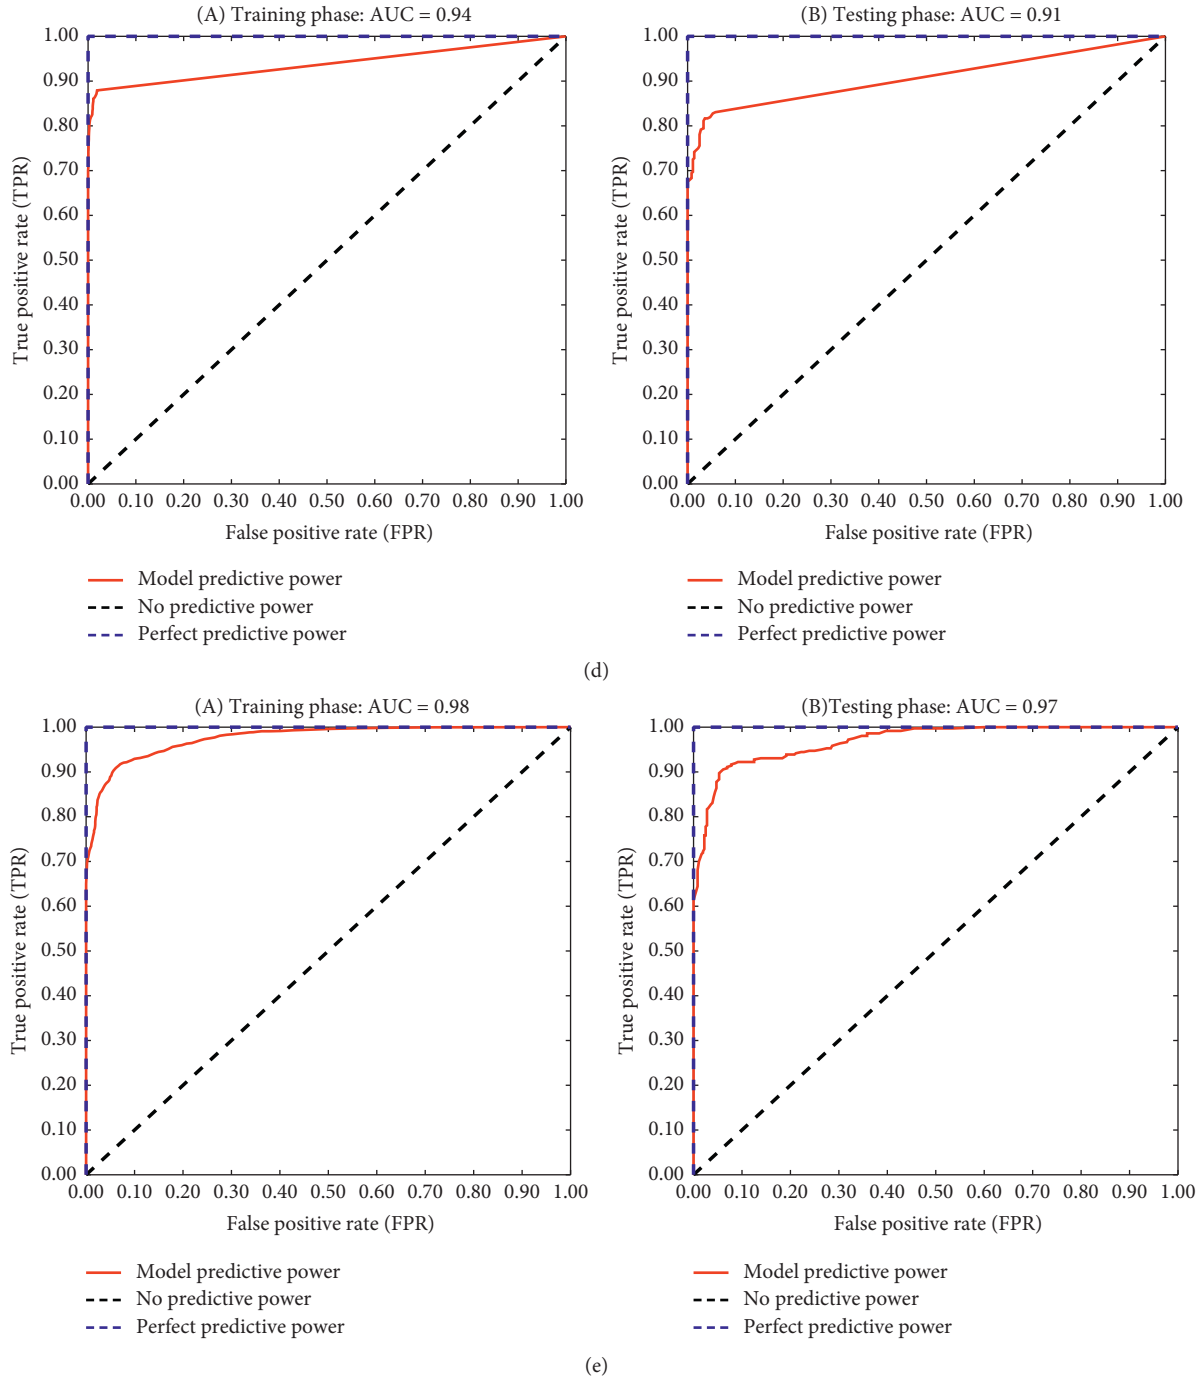 (A) Training phase: AUC = 0.94
1.00
0.90
0.80
0.70
0.60
0.50
0.40
0.30
0.20
0.10
0.00
True positive rate (TPR)
0.00 0.10 0.20 0.30 0.40 0.50 0.60 0.70 0.80 0.90 1.00
False positive rate (FPR)
Model predictive power
No predictive power
Perfect predictive power
(B) Testing phase: AUC = 0.91
1.00
0.90
0.80
0.70
0.60
0.50
0.40
0.30
0.20
0.10
0.00
True positive rate (TPR)
0.00 0.10 0.20 0.30 0.40 0.50 0.60 0.70 0.80 0.90 1.00
False positive rate (FPR)
Model predictive power
No predictive power
Perfect predictive power
(d)
(A) Training phase: AUC = 0.98
1.00
0.90
0.80
0.70
0.60
0.50
0.40
0.30
0.20
0.10
0.00
True positive rate (TPR)
0.00 0.10 0.20 0.30 0.40 0.50 0.60 0.70 0.80 0.90 1.00
False positive rate (FPR)
Model predictive power
No predictive power
Perfect predictive power
(B)Testing phase: AUC = 0.97
1.00
0.90
0.80
0.70
0.60
0.50
0.40
0.30
0.20
0.10
0.00
True positive rate (TPR)
0.00 0.10 0.20 0.30 0.40 0.50 0.60 0.70 0.80 0.90 1.00
False positive rate (FPR)
Model predictive power
No predictive power
Perfect predictive power
(e)